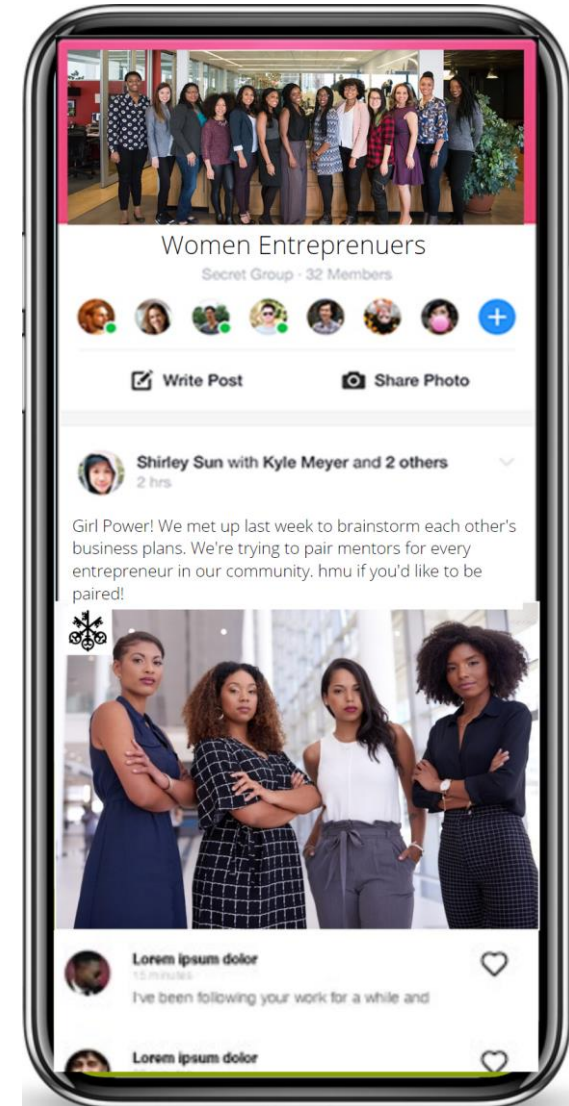 Women Entreprenuers
Secret Group · 32 Members
Write Post
Share Photo
Shirley Sun with Kyle Meyer and 2 others
2 hrs
Girl Power! We met up last week to brainstorm each other's
business plans. We're trying to pair mentors for every
entrepreneur in our community. hmu if you'd like to be
paired!
Lorem ipsum dolor
15 minutes
I've been following your work for a while and
Lorem ipsum dolor